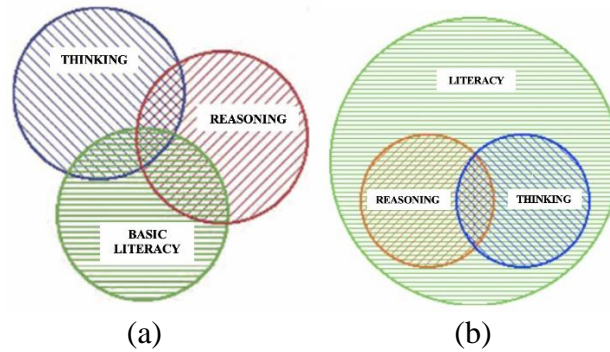 THINKING
REASONING
BASIC
LITERACY
LITERACY
REASONING
THINKING
(a)
(b)